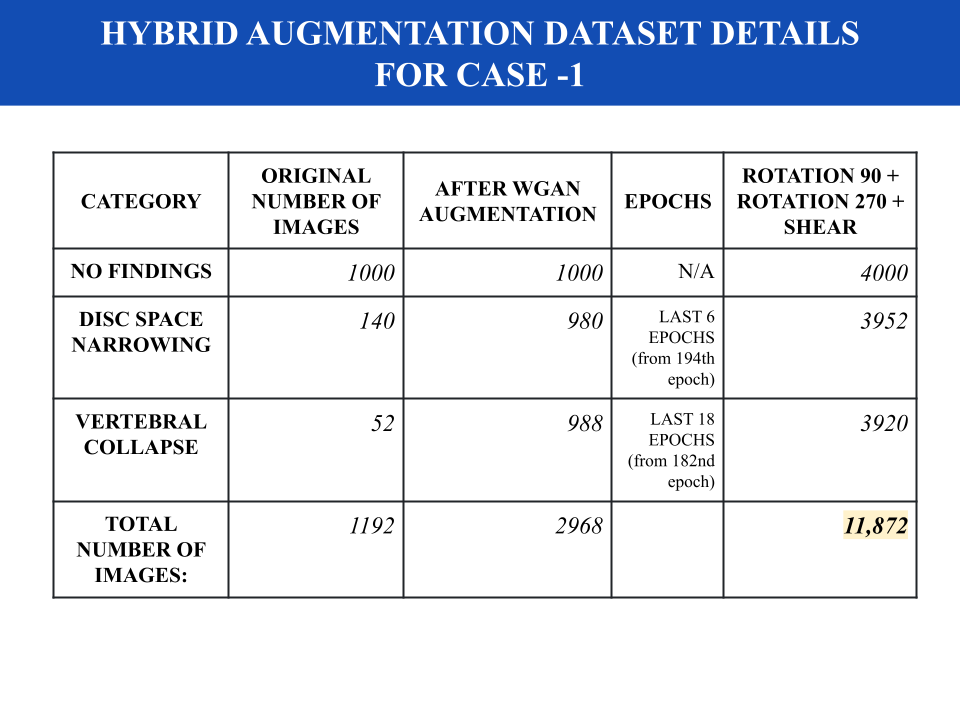 HYBRID AUGMENTATION DATASET DETAILS
FOR CASE -1
CATEGORY
ORIGINAL
NUMBER OF
IMAGES
AFTER WGAN
AUGMENTATION
EPOCHS
ROTATION 90 +
ROTATION 270 +
SHEAR
NO FINDINGS
1000
1000
N/A
4000
DISC SPACE
NARROWING
140
980
LAST 6
EPOCHS
(from 194th
epoch)
3952
VERTEBRAL
COLLAPSE
52
988
LAST 18
EPOCHS
(from 182nd
epoch)
3920
TOTAL
NUMBER OF
IMAGES:
1192
2968
11,872